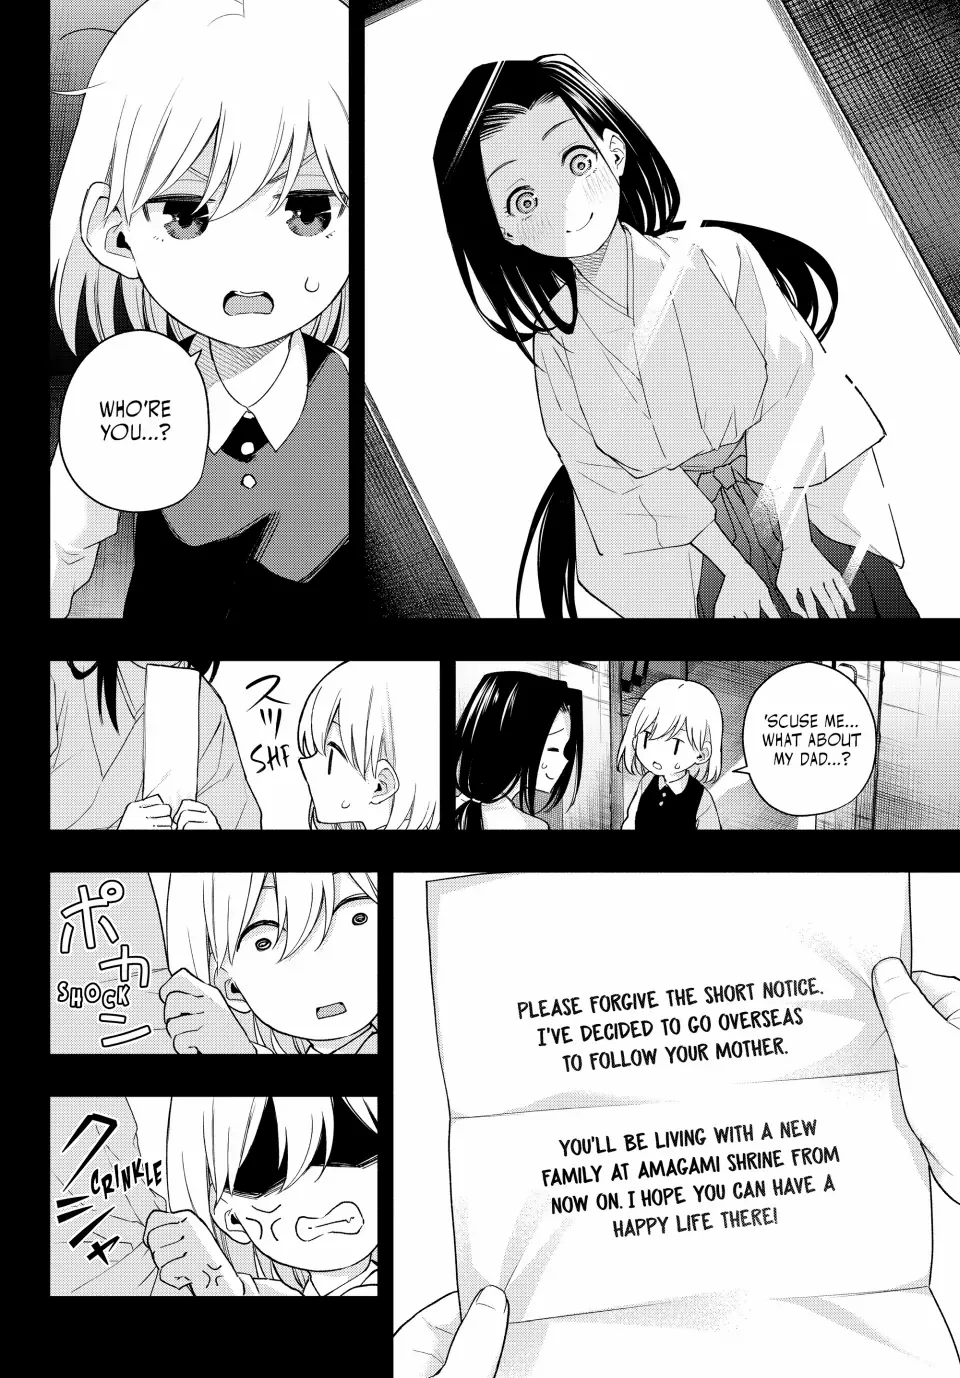 WHO'RE
YOU...?
'SCUSE ME...
WHAT ABOUT
MY DAD...?
スッ
SHF
PLEASE FORGIVE THE SHORT NOTICE.
I'VE DECIDED TO GO OVERSEAS
TO FOLLOW YOUR MOTHER.
YOU'LL BE LIVING WITH A NEW
FAMILY AT AMAGAMI SHRINE FROM
NOW ON. I HOPE YOU CAN HAVE A
HAPPY LIFE THERE!
ポカン
SHOCK
クシャ
CRINKLE